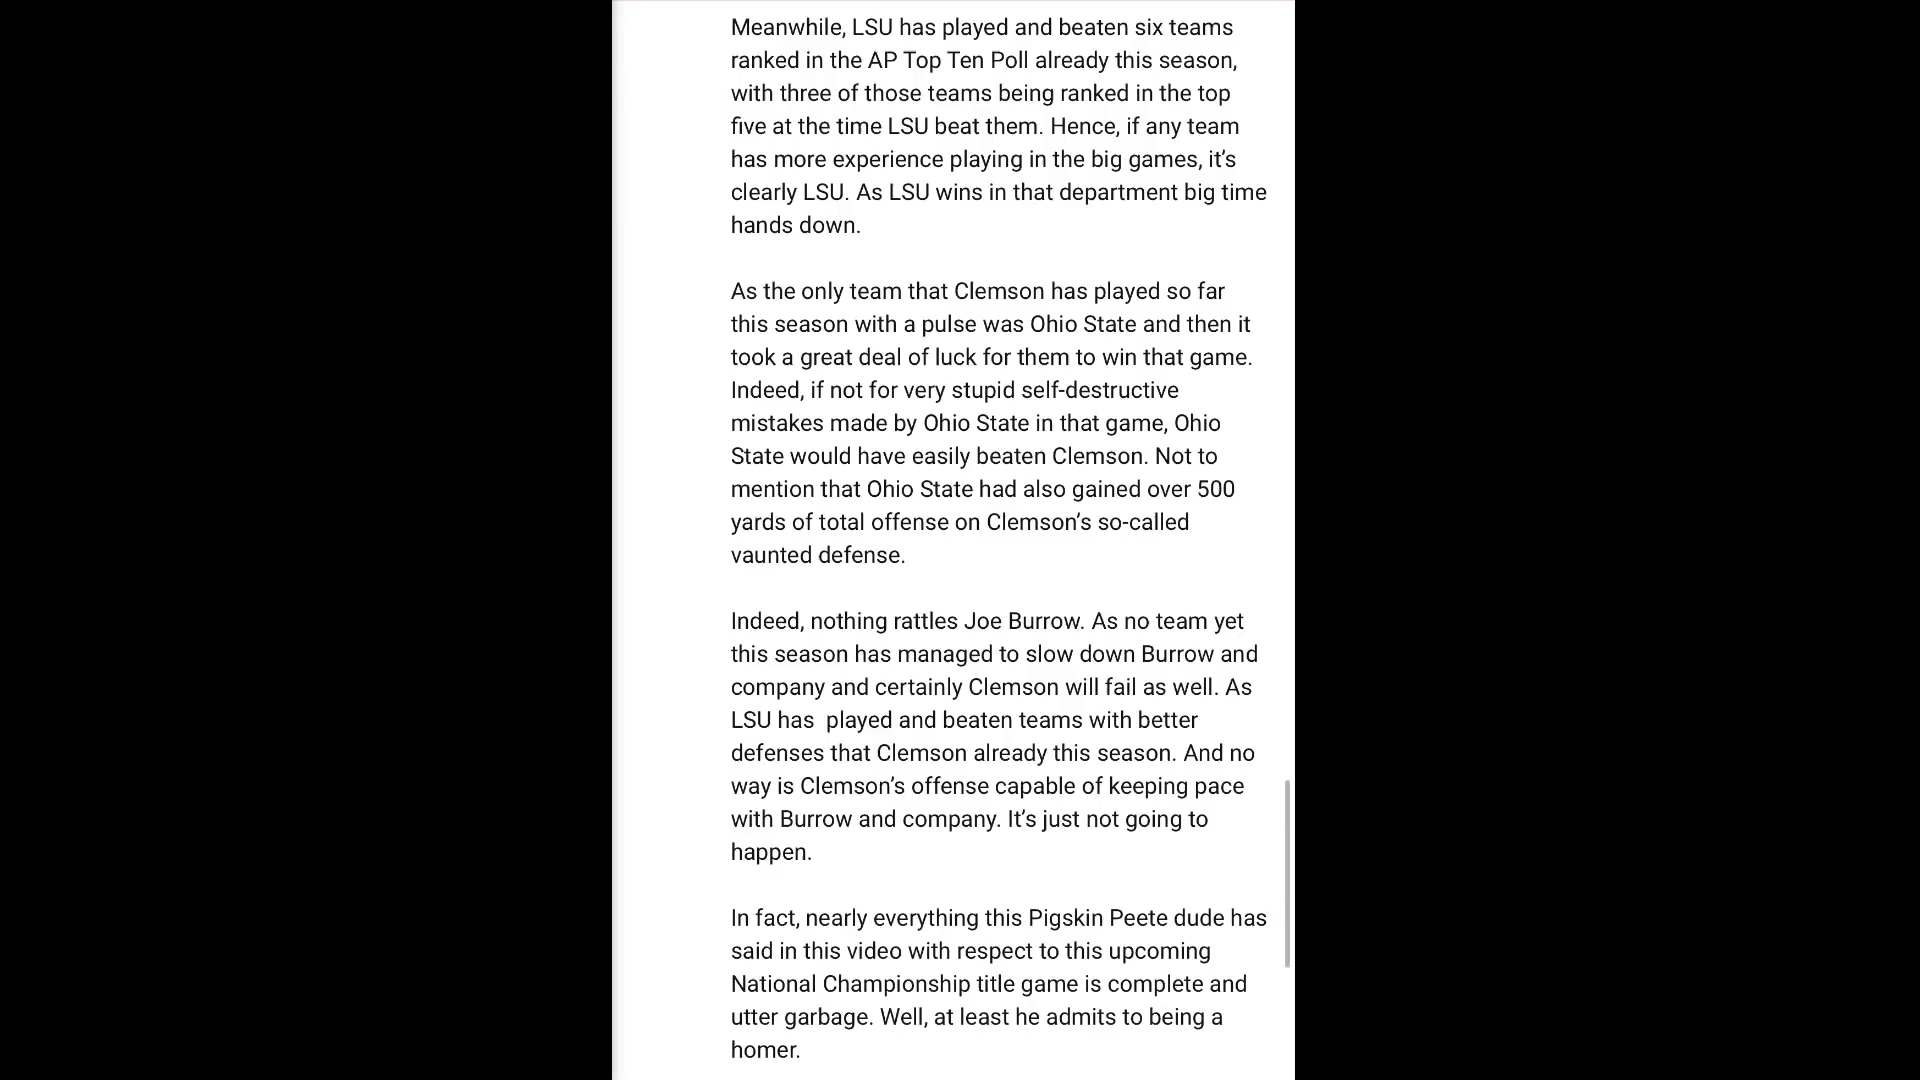 Meanwhile, LSU has played and beaten six teams
ranked in the AP Top Ten Poll already this season,
with three of those teams being ranked in the top
five at the time LSU beat them. Hence, if any team
has more experience playing in the big games, it’s
clearly LSU. As LSU wins in that department big time
hands down.
As the only team that Clemson has played so far
this season with a pulse was Ohio State and then it
took a great deal of luck for them to win that game.
Indeed, if not for very stupid self-destructive
mistakes made by Ohio State in that game, Ohio
State would have easily beaten Clemson. Not to
mention that Ohio State had also gained over 500
yards of total offense on Clemson’s so-called
vaunted defense.
Indeed, nothing rattles Joe Burrow. As no team yet
this season has managed to slow down Burrow and
company and certainly Clemson will fail as well. As
LSU has  played and beaten teams with better
defenses that Clemson already this season. And no
way is Clemson’s offense capable of keeping pace
with Burrow and company. It’s just not going to
happen.
In fact, nearly everything this Pigskin Peete dude has
said in this video with respect to this upcoming
National Championship title game is complete and
utter garbage. Well, at least he admits to being a
homer.